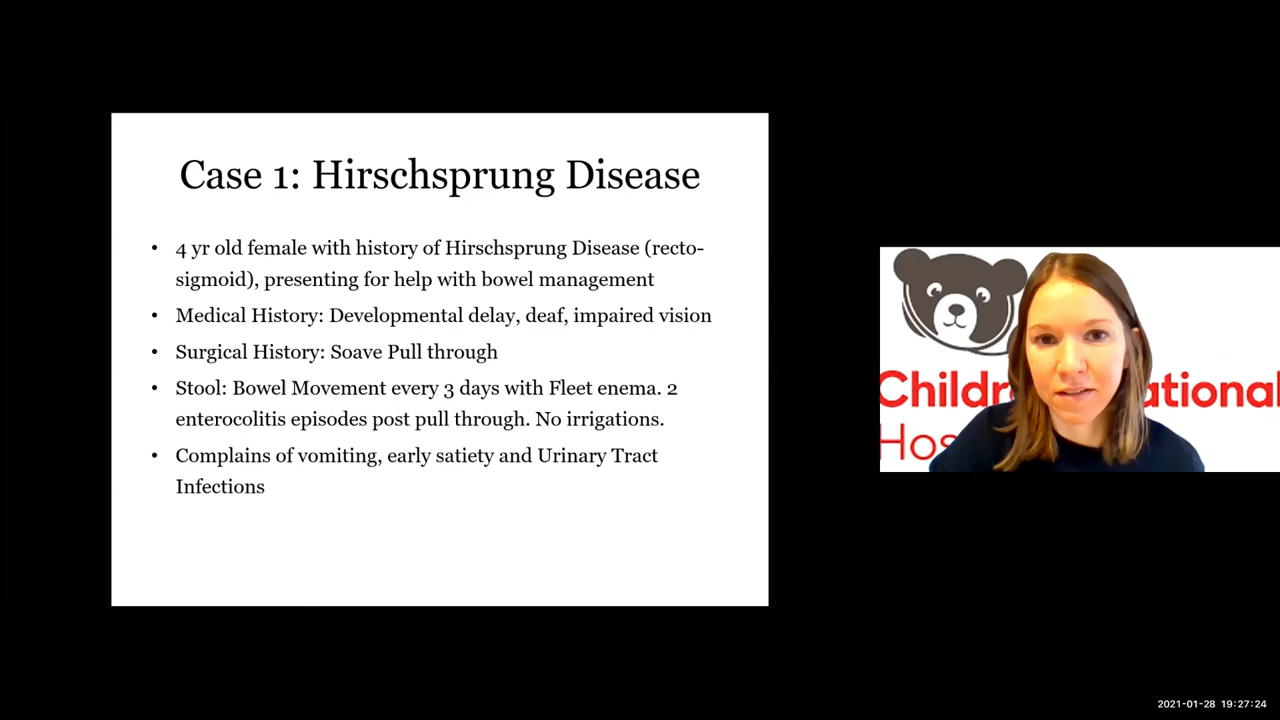 Case 1: Hirschsprung Disease
• 4 yr old female with history of Hirschsprung Disease (recto-
sigmoid), presenting for help with bowel management
• Medical History: Developmental delay, deaf, impaired vision
• Surgical History: Soave Pull through
• Stool: Bowel Movement every 3 days with Fleet enema. 2
enterocolitis episodes post pull through. No irrigations.
• Complains of vomiting, early satiety and Urinary Tract
Infections
2021-01-28 19:27:24